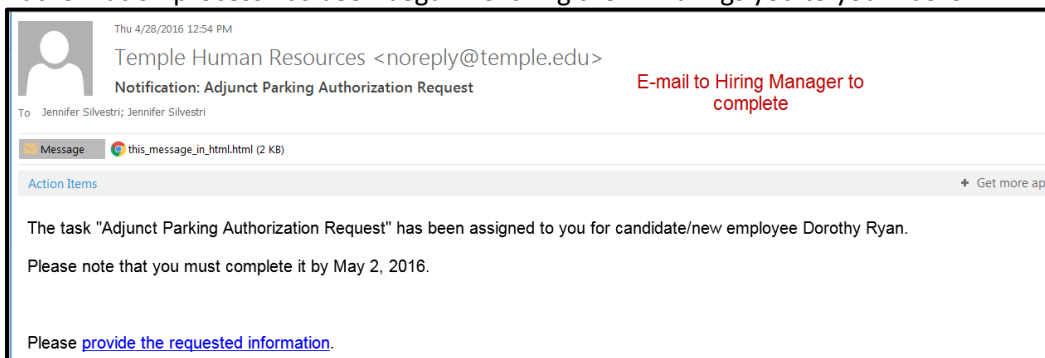 Thu 4/28/2016 12:54 PM
Temple Human Resources <noreply@temple.edu>
Notification: Adjunct Parking Authorization Request
E-mail to Hiring Manager to
complete
To Jennifer Silvestri; Jennifer Silvestri
Message this_message_in_html.html (2 KB)
Action Items + Get more ap
The task "Adjunct Parking Authorization Request" has been assigned to you for candidate/new employee Dorothy Ryan.
Please note that you must complete it by May 2, 2016.
Please provide the requested information.